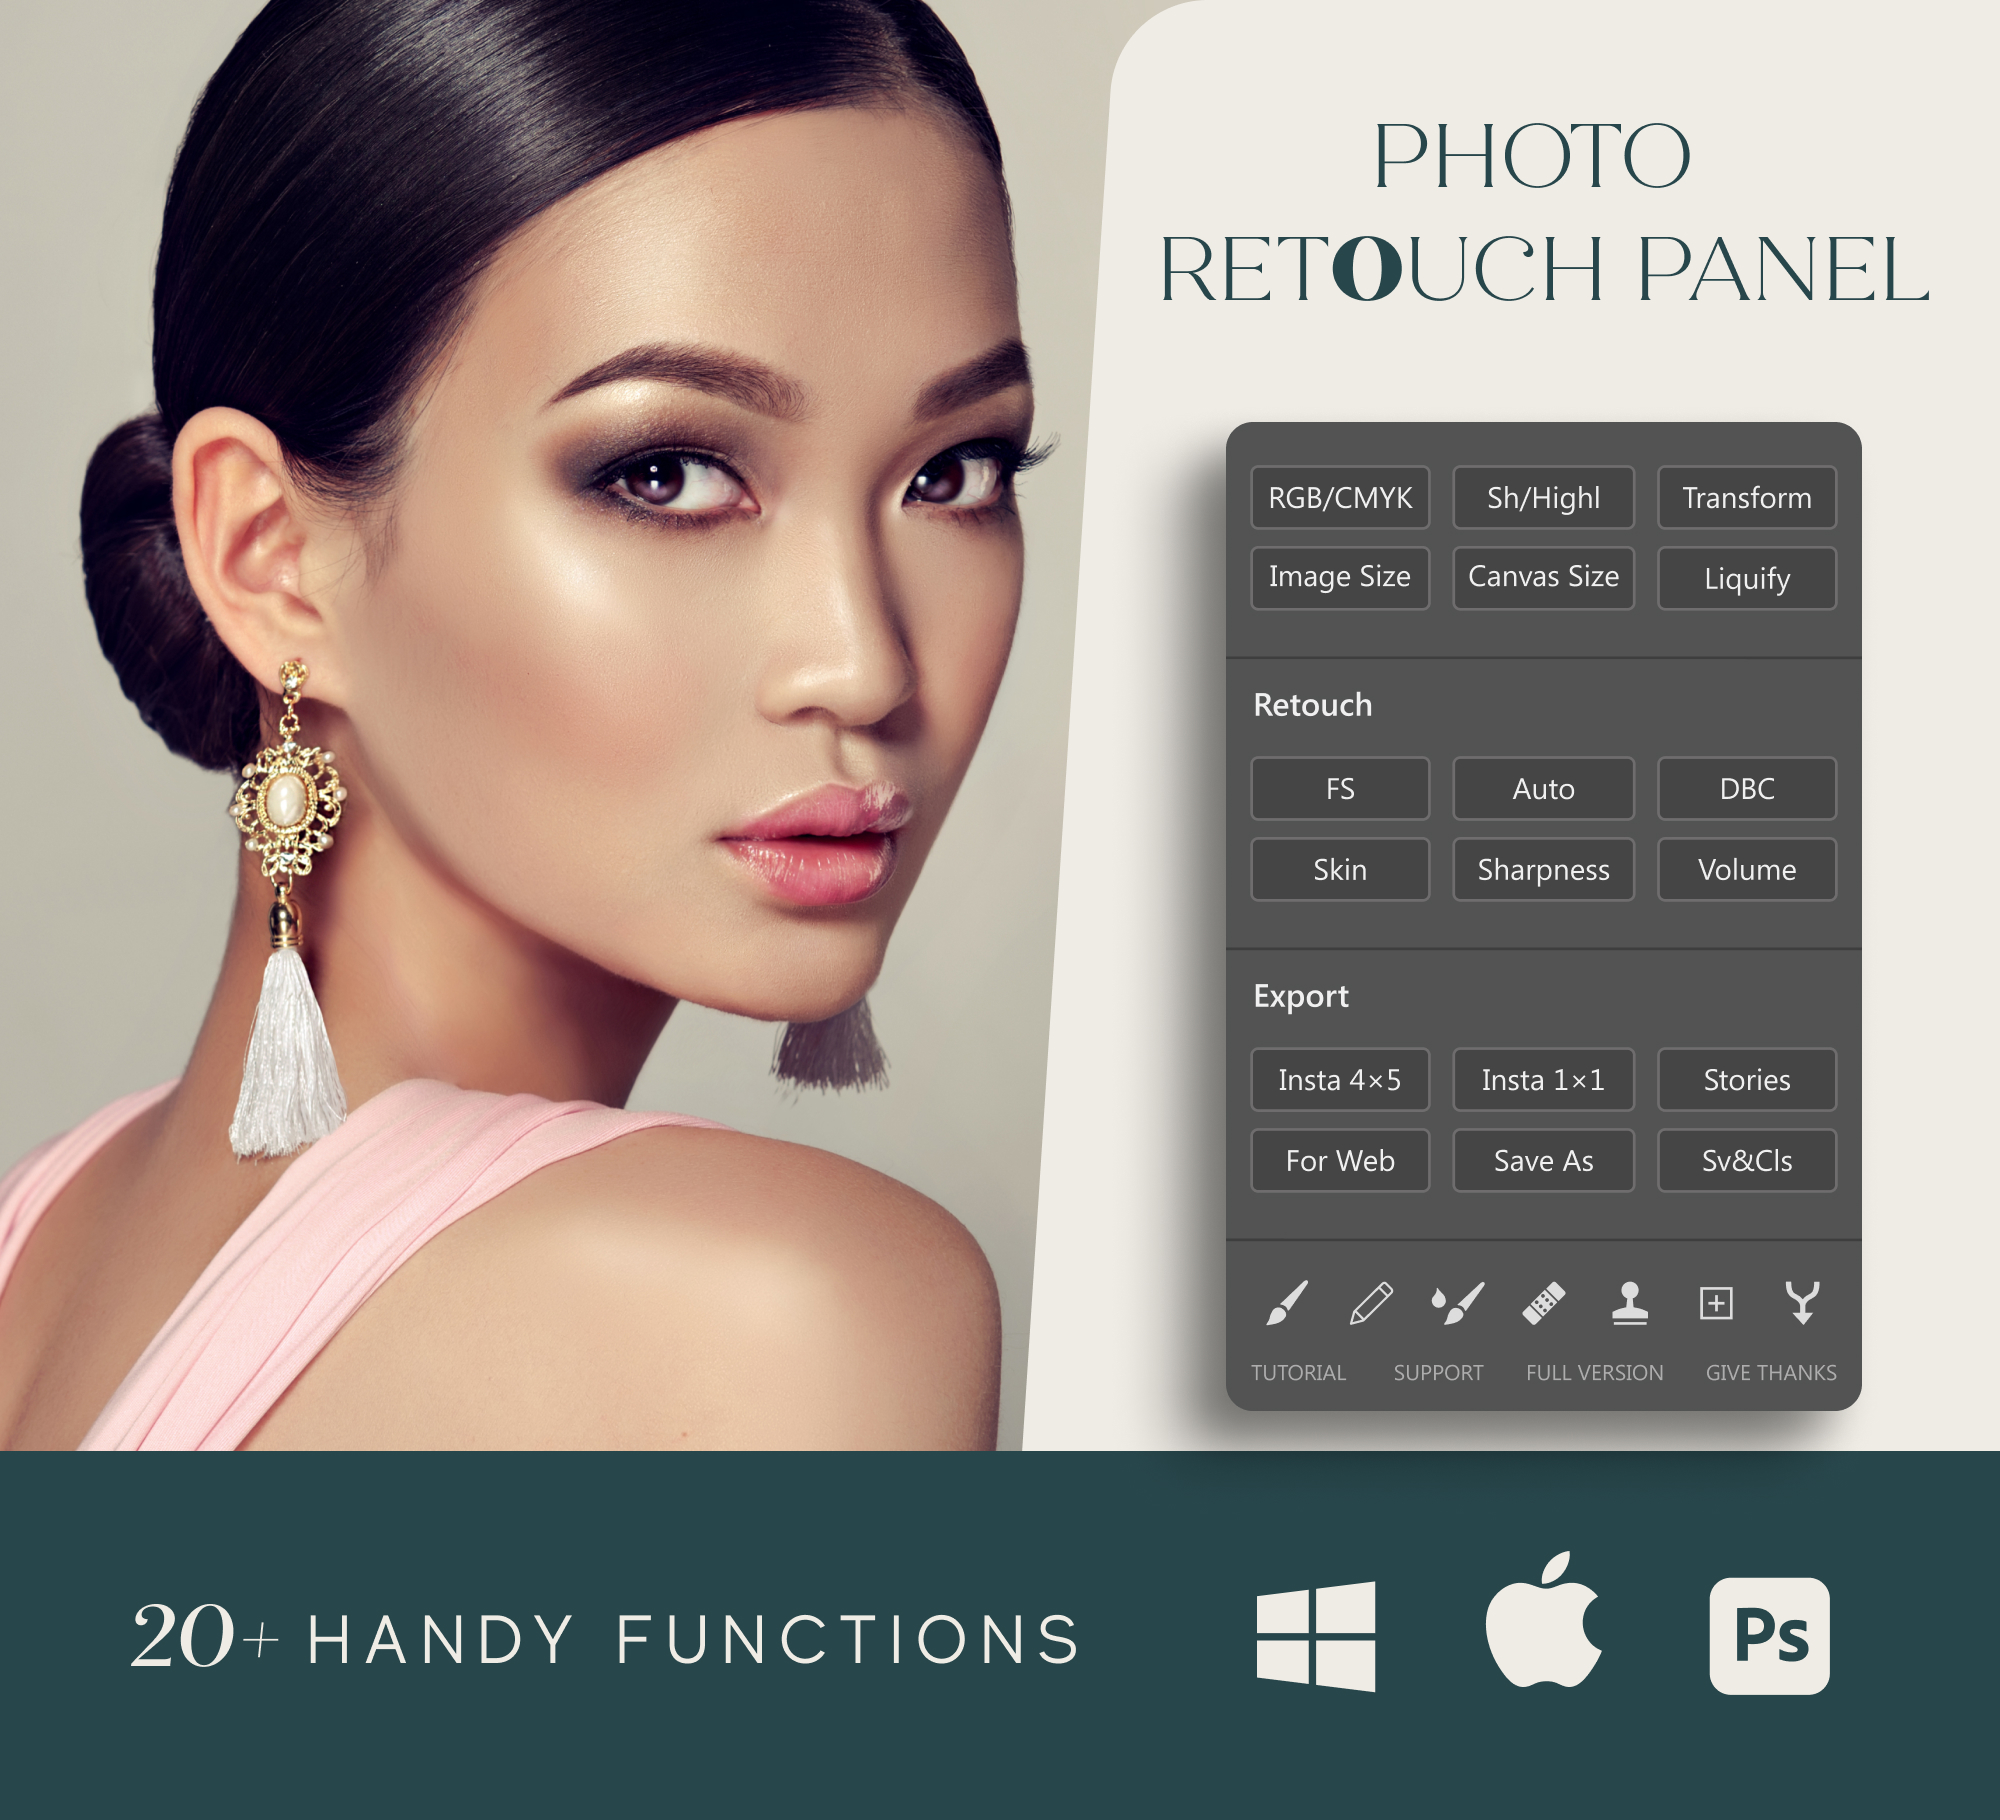 PHOTO
RETOUCH PANEL
RGB/CMYK Sh/Highl Transform
Image Size Canvas Size Liquify
Retouch
FS Auto DBC
Skin Sharpness Volume
Export
Insta 4×5 Insta 1×1 Stories
For Web Save As Sv&Cls
TUTORIAL SUPPORT FULL VERSION GIVE THANKS
20+ HANDY FUNCTIONS
Ps